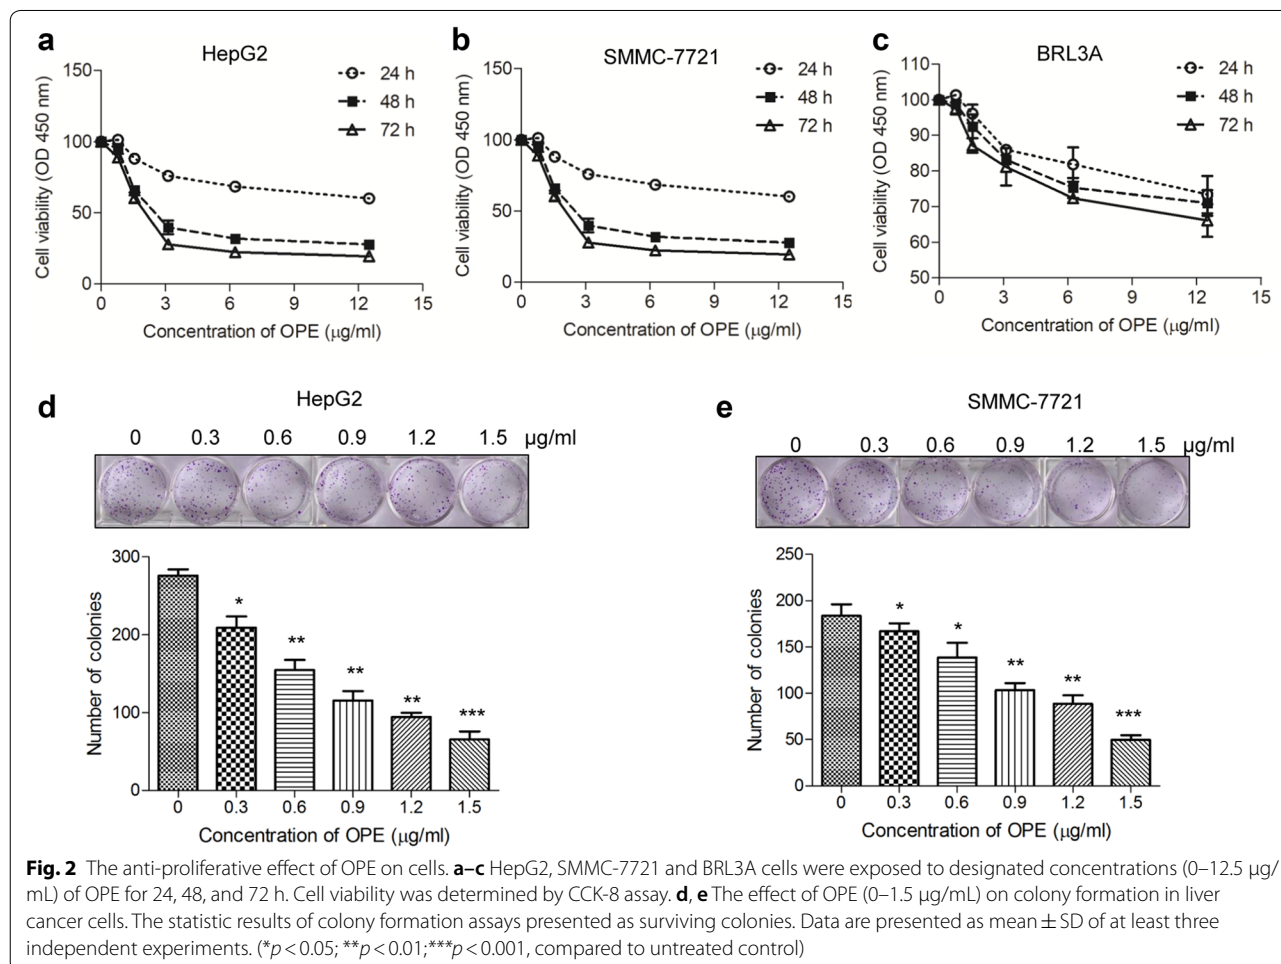 a
HepG2
150
100
50
0
Cell viability (OD 450 nm)
24 h
48 h
72 h
0 3 6 9 12 15
Concentration of OPE (μg/ml)
b
SMMC-7721
150
100
50
0
Cell viability (OD 450 nm)
24 h
48 h
72 h
0 3 6 9 12 15
Concentration of OPE (μg/ml)
c
BRL3A
110
100
90
80
70
60
50
Cell viability (OD 450 nm)
24 h
48 h
72 h
0 3 6 9 12 15
Concentration of OPE (μg/ml)
d
HepG2
0 0.3 0.6 0.9 1.2 1.5 μg/ml
300
200
100
0
Number of colonies
* ** ** ** ***
0 0.3 0.6 0.9 1.2 1.5
Concentration of OPE (μg/ml)
e
SMMC-7721
0 0.3 0.6 0.9 1.2 1.5 μg/ml
250
200
150
100
50
0
Number of colonies
* * ** ** ***
0 0.3 0.6 0.9 1.2 1.5
Concentration of OPE (μg/ml)
Fig. 2 The anti-proliferative effect of OPE on cells. a–c HepG2, SMMC-7721 and BRL3A cells were exposed to designated concentrations (0–12.5 μg/
mL) of OPE for 24, 48, and 72 h. Cell viability was determined by CCK-8 assay. d, e The effect of OPE (0–1.5 μg/mL) on colony formation in liver
cancer cells. The statistic results of colony formation assays presented as surviving colonies. Data are presented as mean ± SD of at least three
independent experiments. (*p < 0.05; **p < 0.01;***p < 0.001, compared to untreated control)